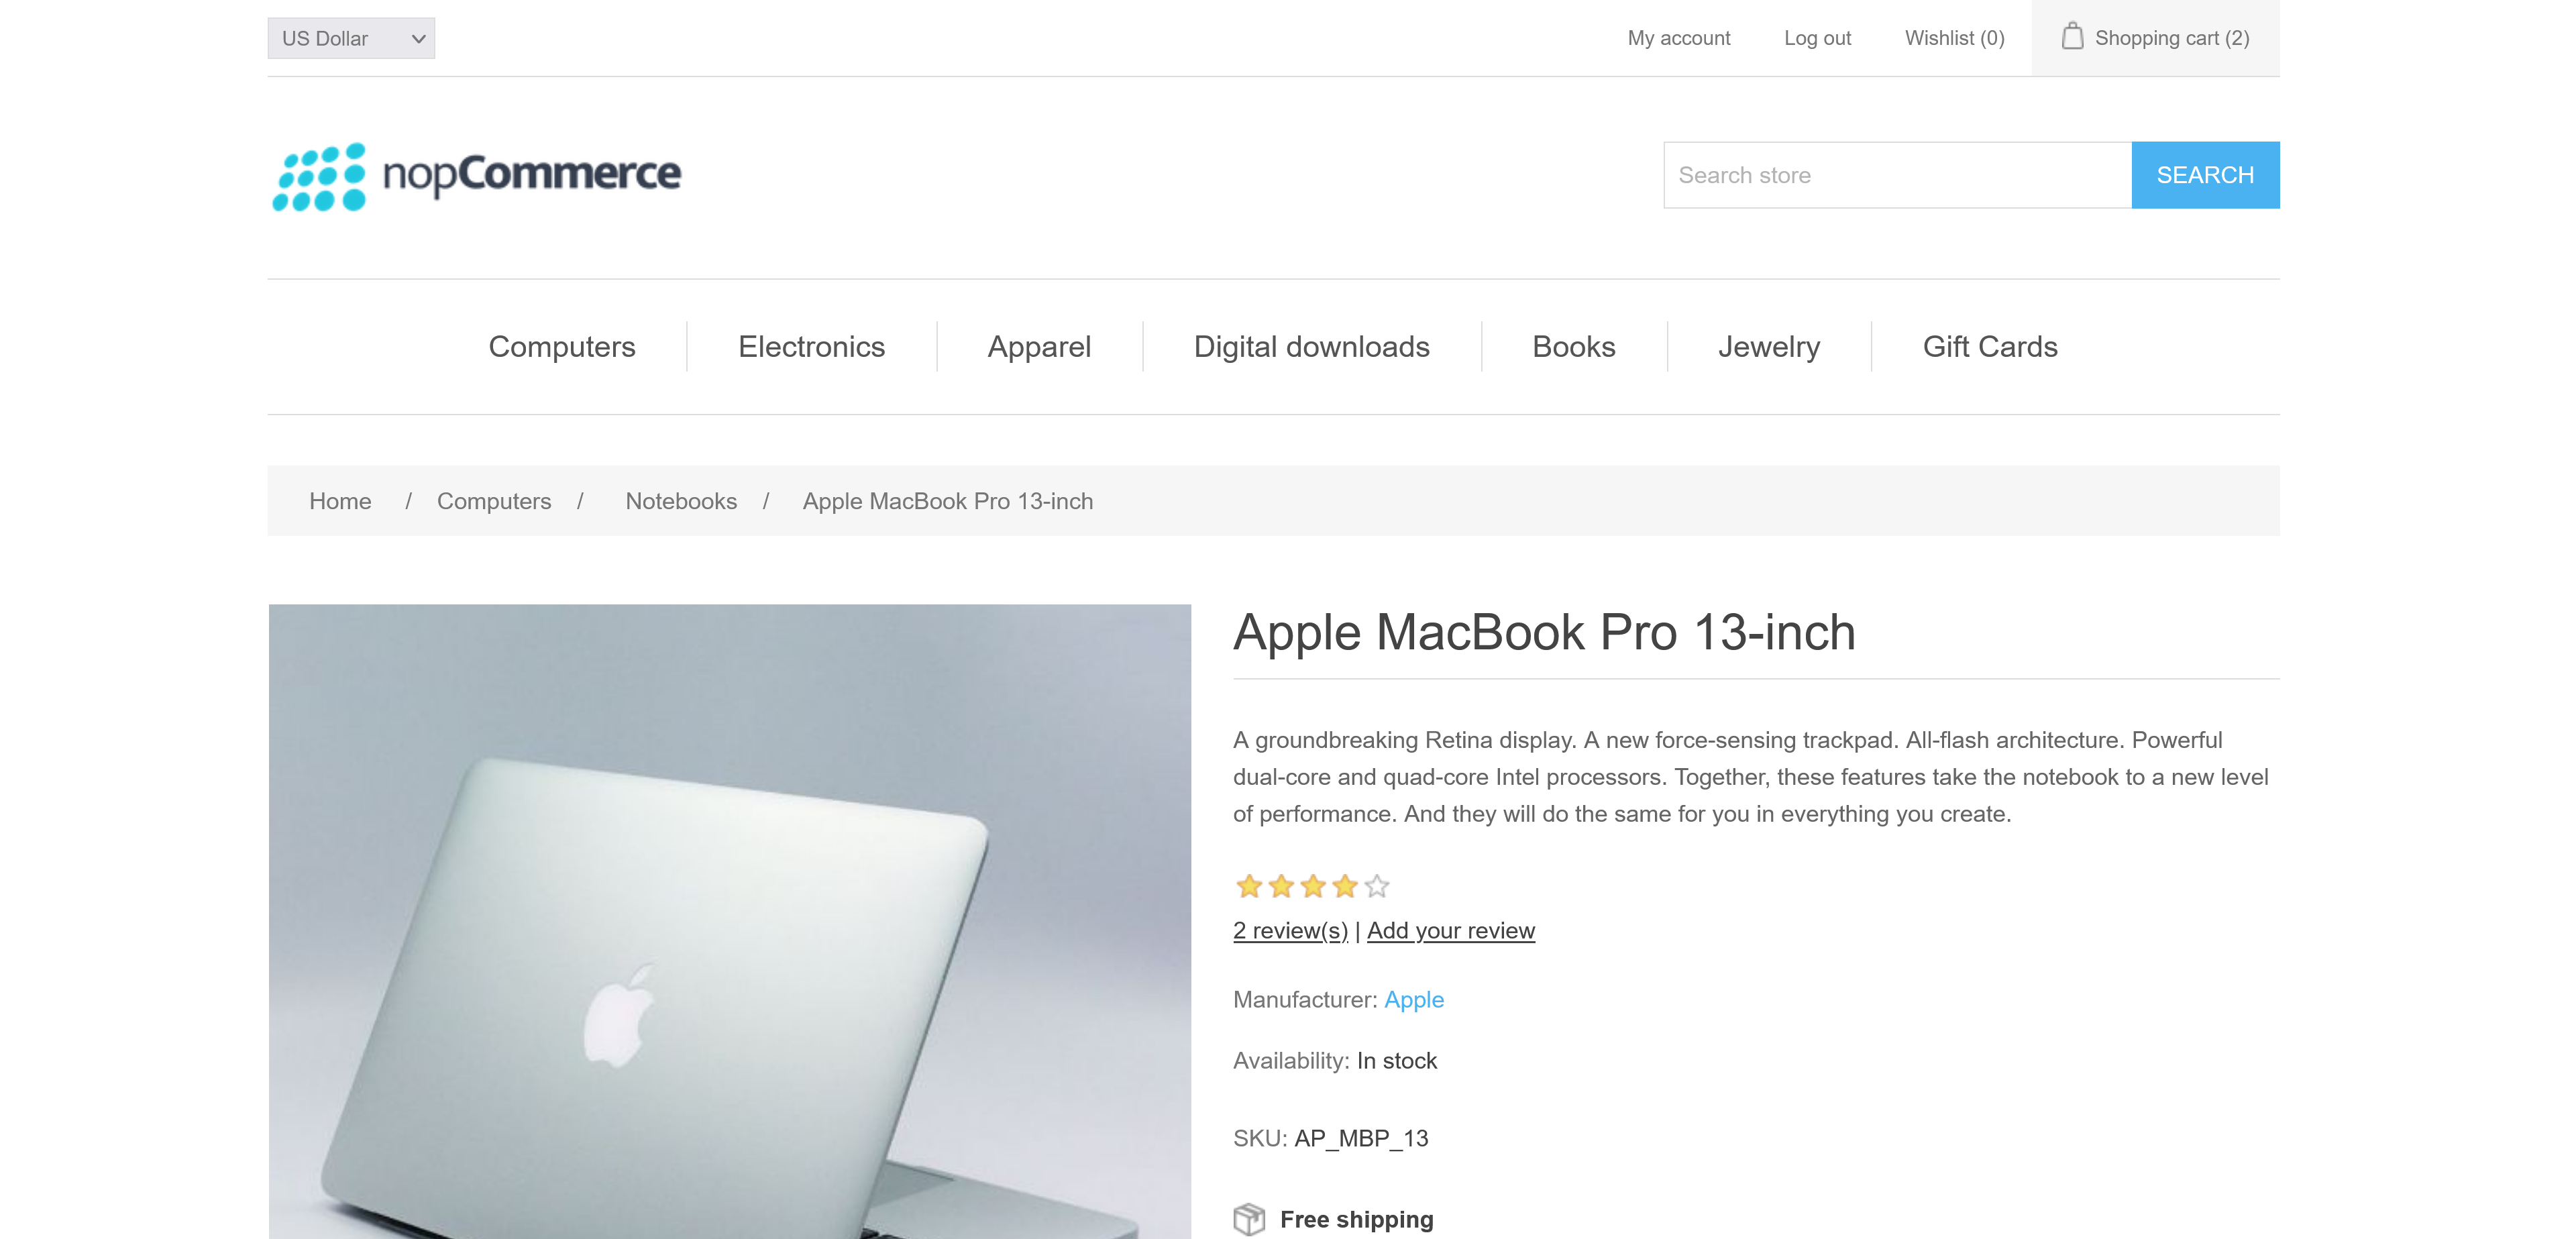 US Dollar
My account
Log out
Wishlist (0)
Shopping cart (2)
nopCommerce
Search store
SEARCH
Computers
Electronics
Apparel
Digital downloads
Books
Jewelry
Gift Cards
Home / Computers / Notebooks / Apple MacBook Pro 13-inch
Apple MacBook Pro 13-inch
A groundbreaking Retina display. A new force-sensing trackpad. All-flash architecture. Powerful
dual-core and quad-core Intel processors. Together, these features take the notebook to a new level
of performance. And they will do the same for you in everything you create.
2 review(s) | Add your review
Manufacturer: Apple
Availability: In stock
SKU: AP_MBP_13
Free shipping